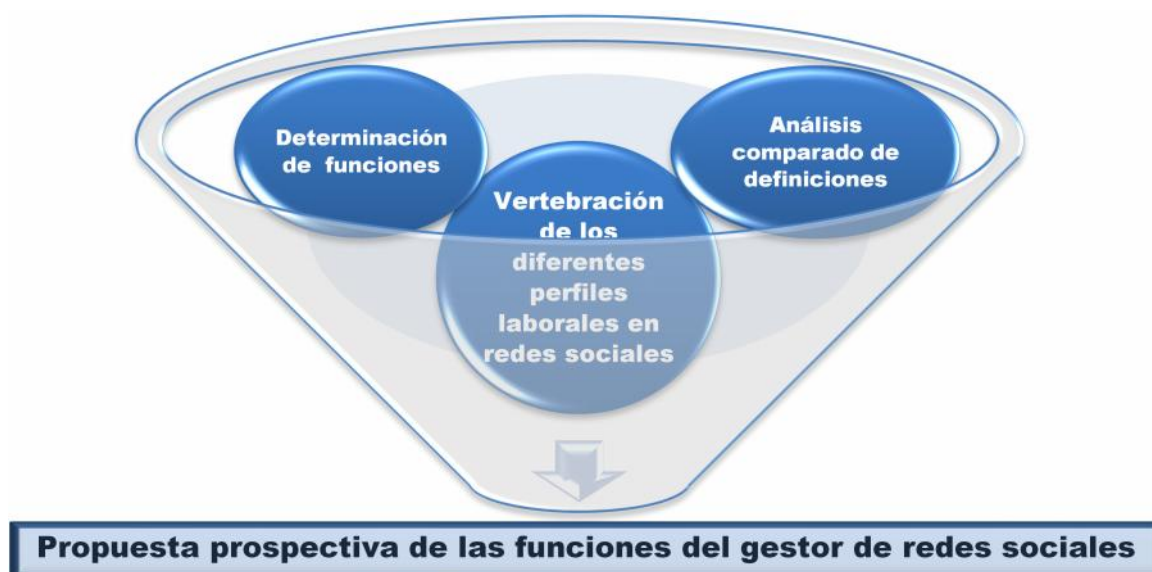 Determinación
de funciones
Análisis
comparado de
definiciones
Vertebración
de los
diferentes
perfiles
laborales en
redes sociales
Propuesta prospectiva de las funciones del gestor de redes sociales